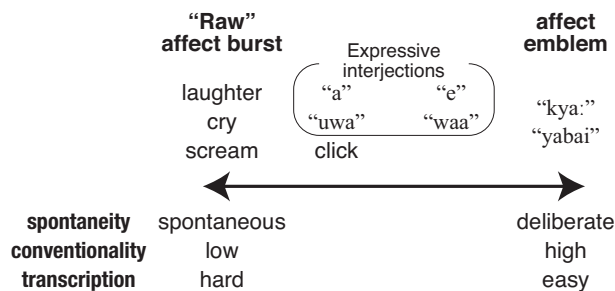 “Raw”
affect burst
affect
emblem
Expressive
interjections
laughter “a” “e”
cry “uwa” “waa”
scream click
“kya:”
“yabai”
spontaneity spontaneous deliberate
conventionality low high
transcription hard easy